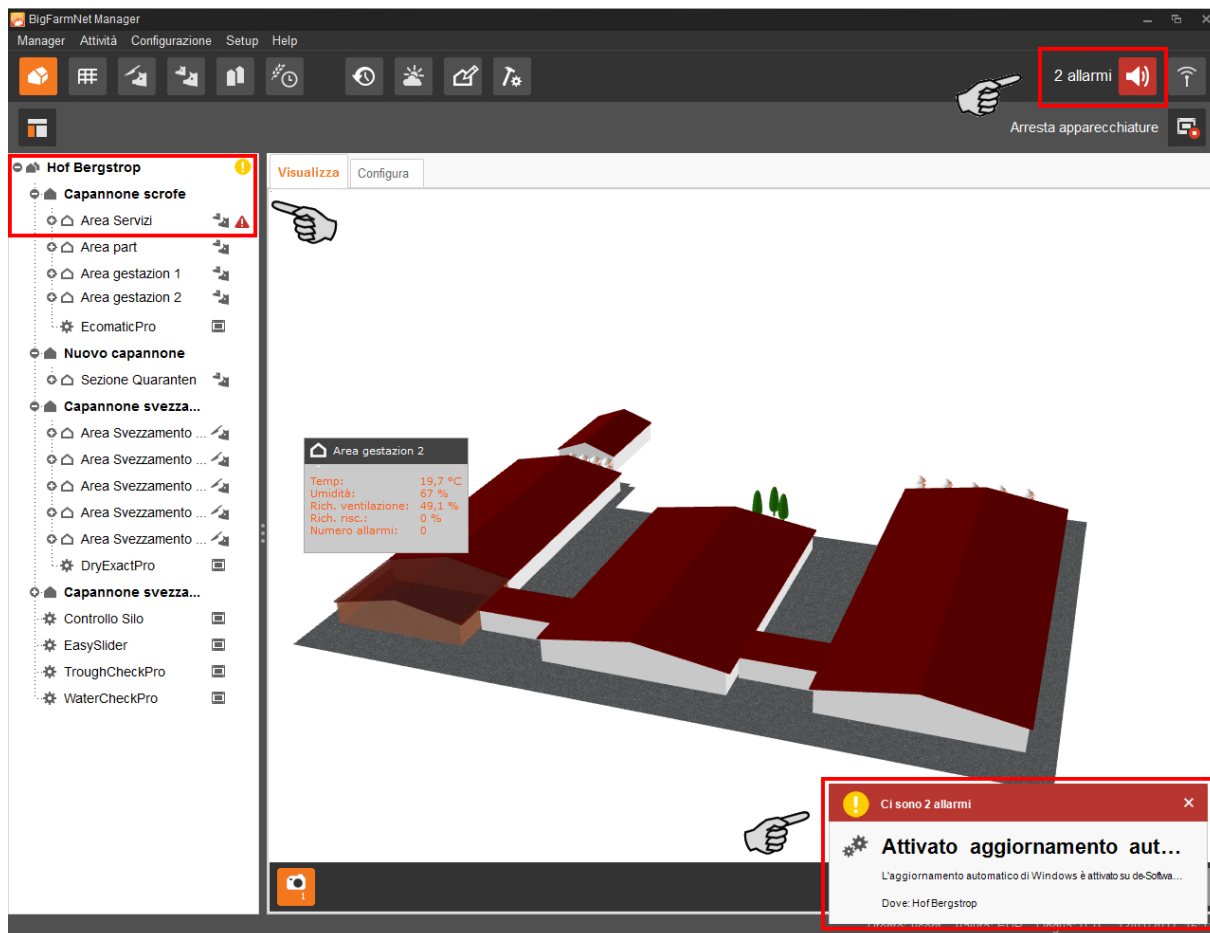 BigFarmNet Manager
Manager Attività Configurazione Setup Help
2 allarmi
Arresta apparecchiature
Hof Bergstrop
Capannone scrofe
Area Servizi
Area part
Area gestazion 1
Area gestazion 2
EcomaticPro
Nuovo capannone
Sezione Quaranten
Capannone svezza...
Area Svezzamento ...
Area Svezzamento ...
Area Svezzamento ...
Area Svezzamento ...
Area Svezzamento ...
DryExactPro
Capannone svezza...
Controllo Silo
EasySlider
TroughCheckPro
WaterCheckPro
Visualizza Configura
Area gestazion 2
Temp: 19,7 °C
Umidità: 67 %
Rich. ventilazione: 49,1 %
Rich. risc.: 0 %
Numero allarmi: 0
1
Ci sono 2 allarmi
Attivato aggiornamento aut...
L'aggiornamento automatico di Windows è attivato su de-Softwa...
Dove: Hof Bergstrop